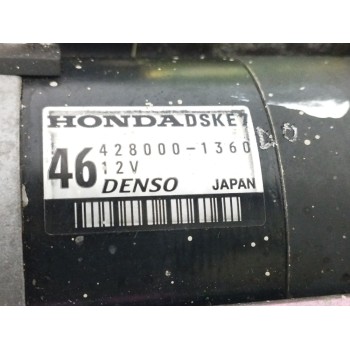 HONDA DSKE7
46 428000-1360
12V
DENSO JAPAN